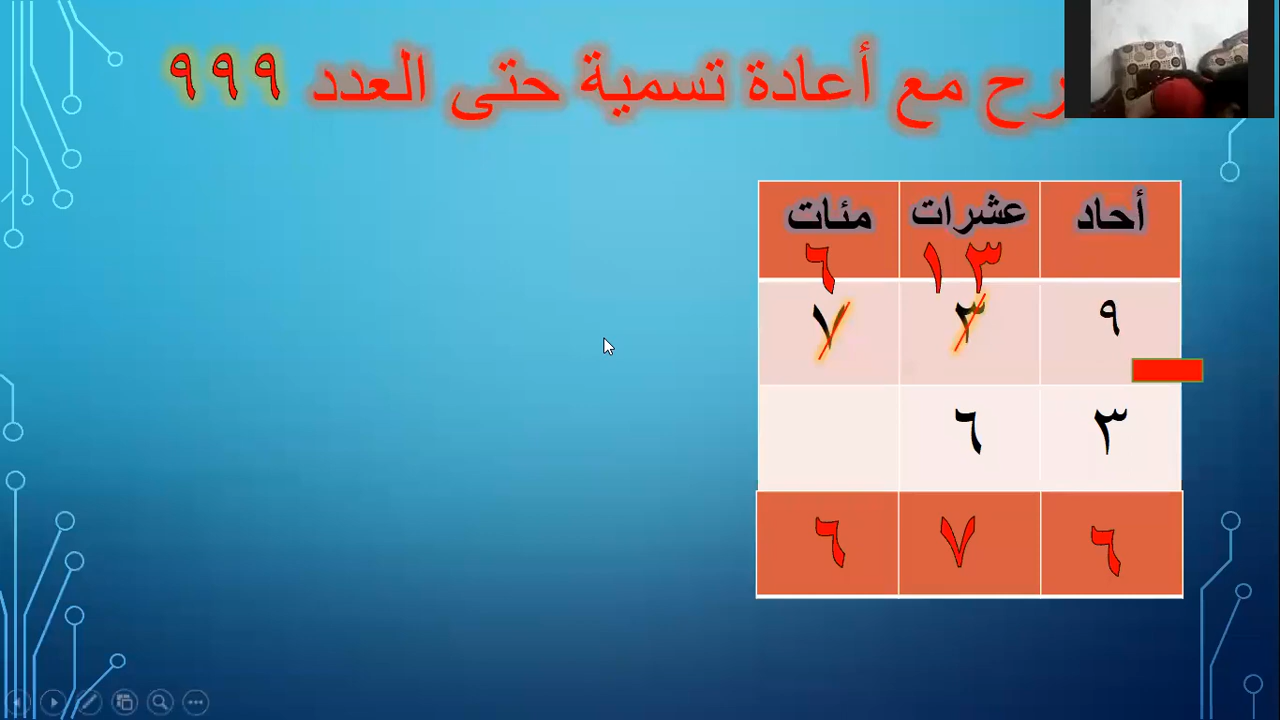 رح مع أعادة تسمية حتى العدد ٩٩٩
أحاد عشرات مئات
١٣ ٦
٩ ٣ ٧
٣ ٦
٦ ٧ ٦